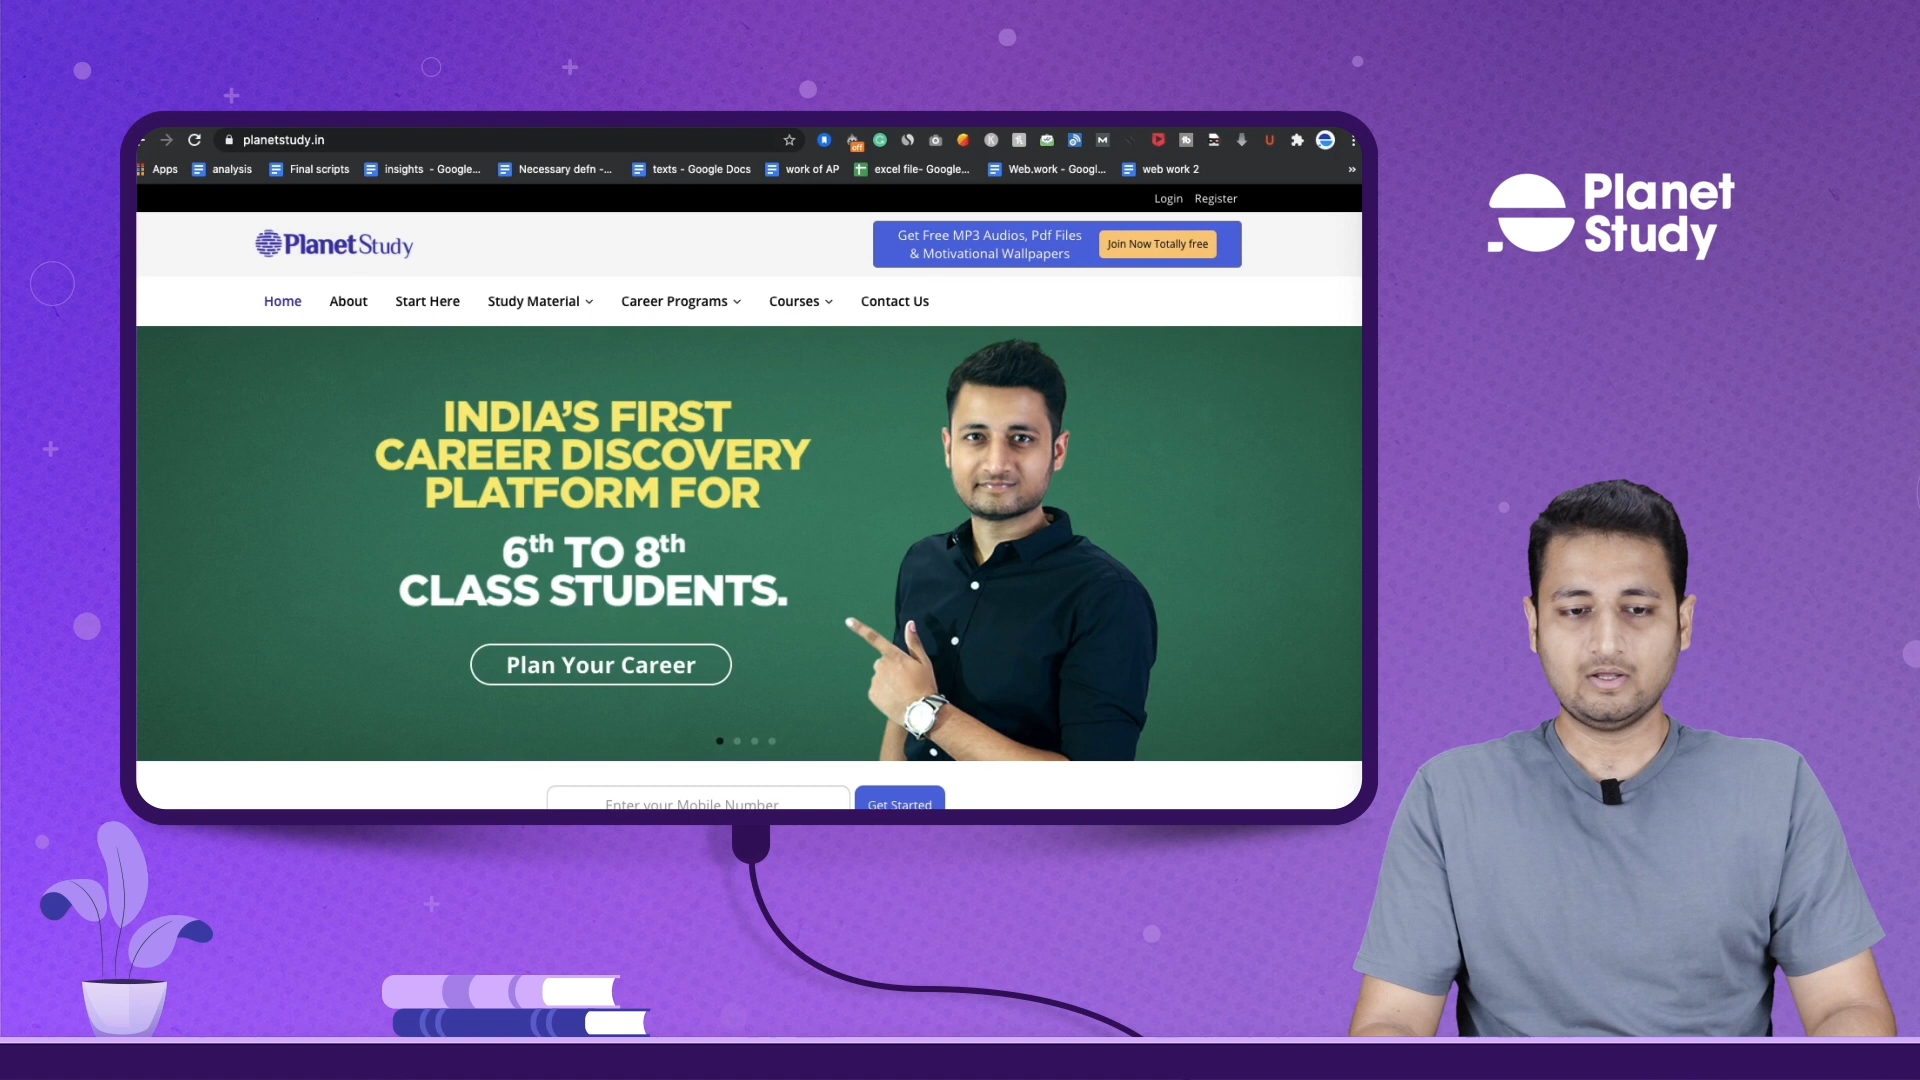 planetstudy.in
off
Apps
analysis
Final scripts
insights - Google...
Necessary defn -...
texts - Google Docs
work of AP
excel file- Google...
Web.work - Googl...
web work 2
»
Login Register
PlanetStudy
Get Free MP3 Audios, Pdf Files
& Motivational Wallpapers
Join Now Totally free
Home About Start Here Study Material Career Programs Courses Contact Us
INDIA'S FIRST
CAREER DISCOVERY
PLATFORM FOR
6th TO 8th
CLASS STUDENTS.
Plan Your Career
Enter your Mobile Number
Get Started
Planet
Study